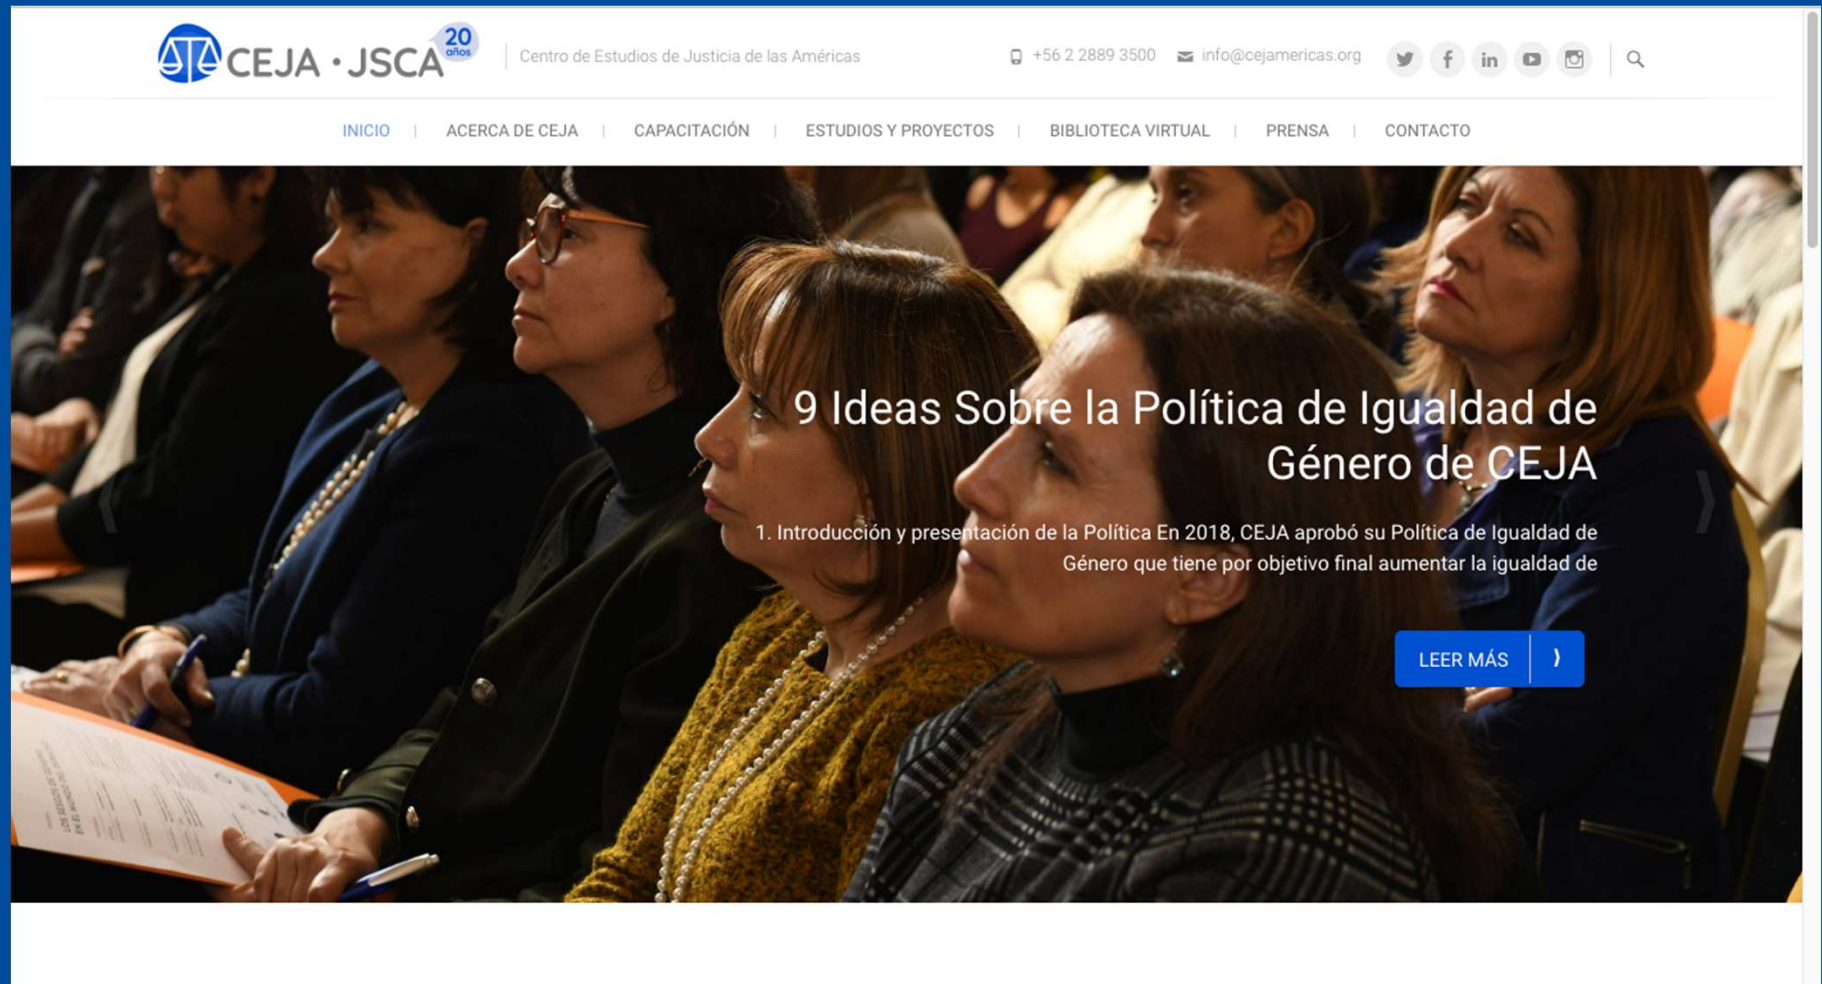 CEJA · JSCA
20
años
Centro de Estudios de Justicia de las Américas
+56 2 2889 3500
info@cejamericas.org
INICIO
ACERCA DE CEJA
CAPACITACIÓN
ESTUDIOS Y PROYECTOS
BIBLIOTECA VIRTUAL
PRENSA
CONTACTO
9 Ideas Sobre la Política de Igualdad de
Género de CEJA
1. Introducción y presentación de la Política En 2018, CEJA aprobó su Política de Igualdad de
Género que tiene por objetivo final aumentar la igualdad de
LEER MÁS